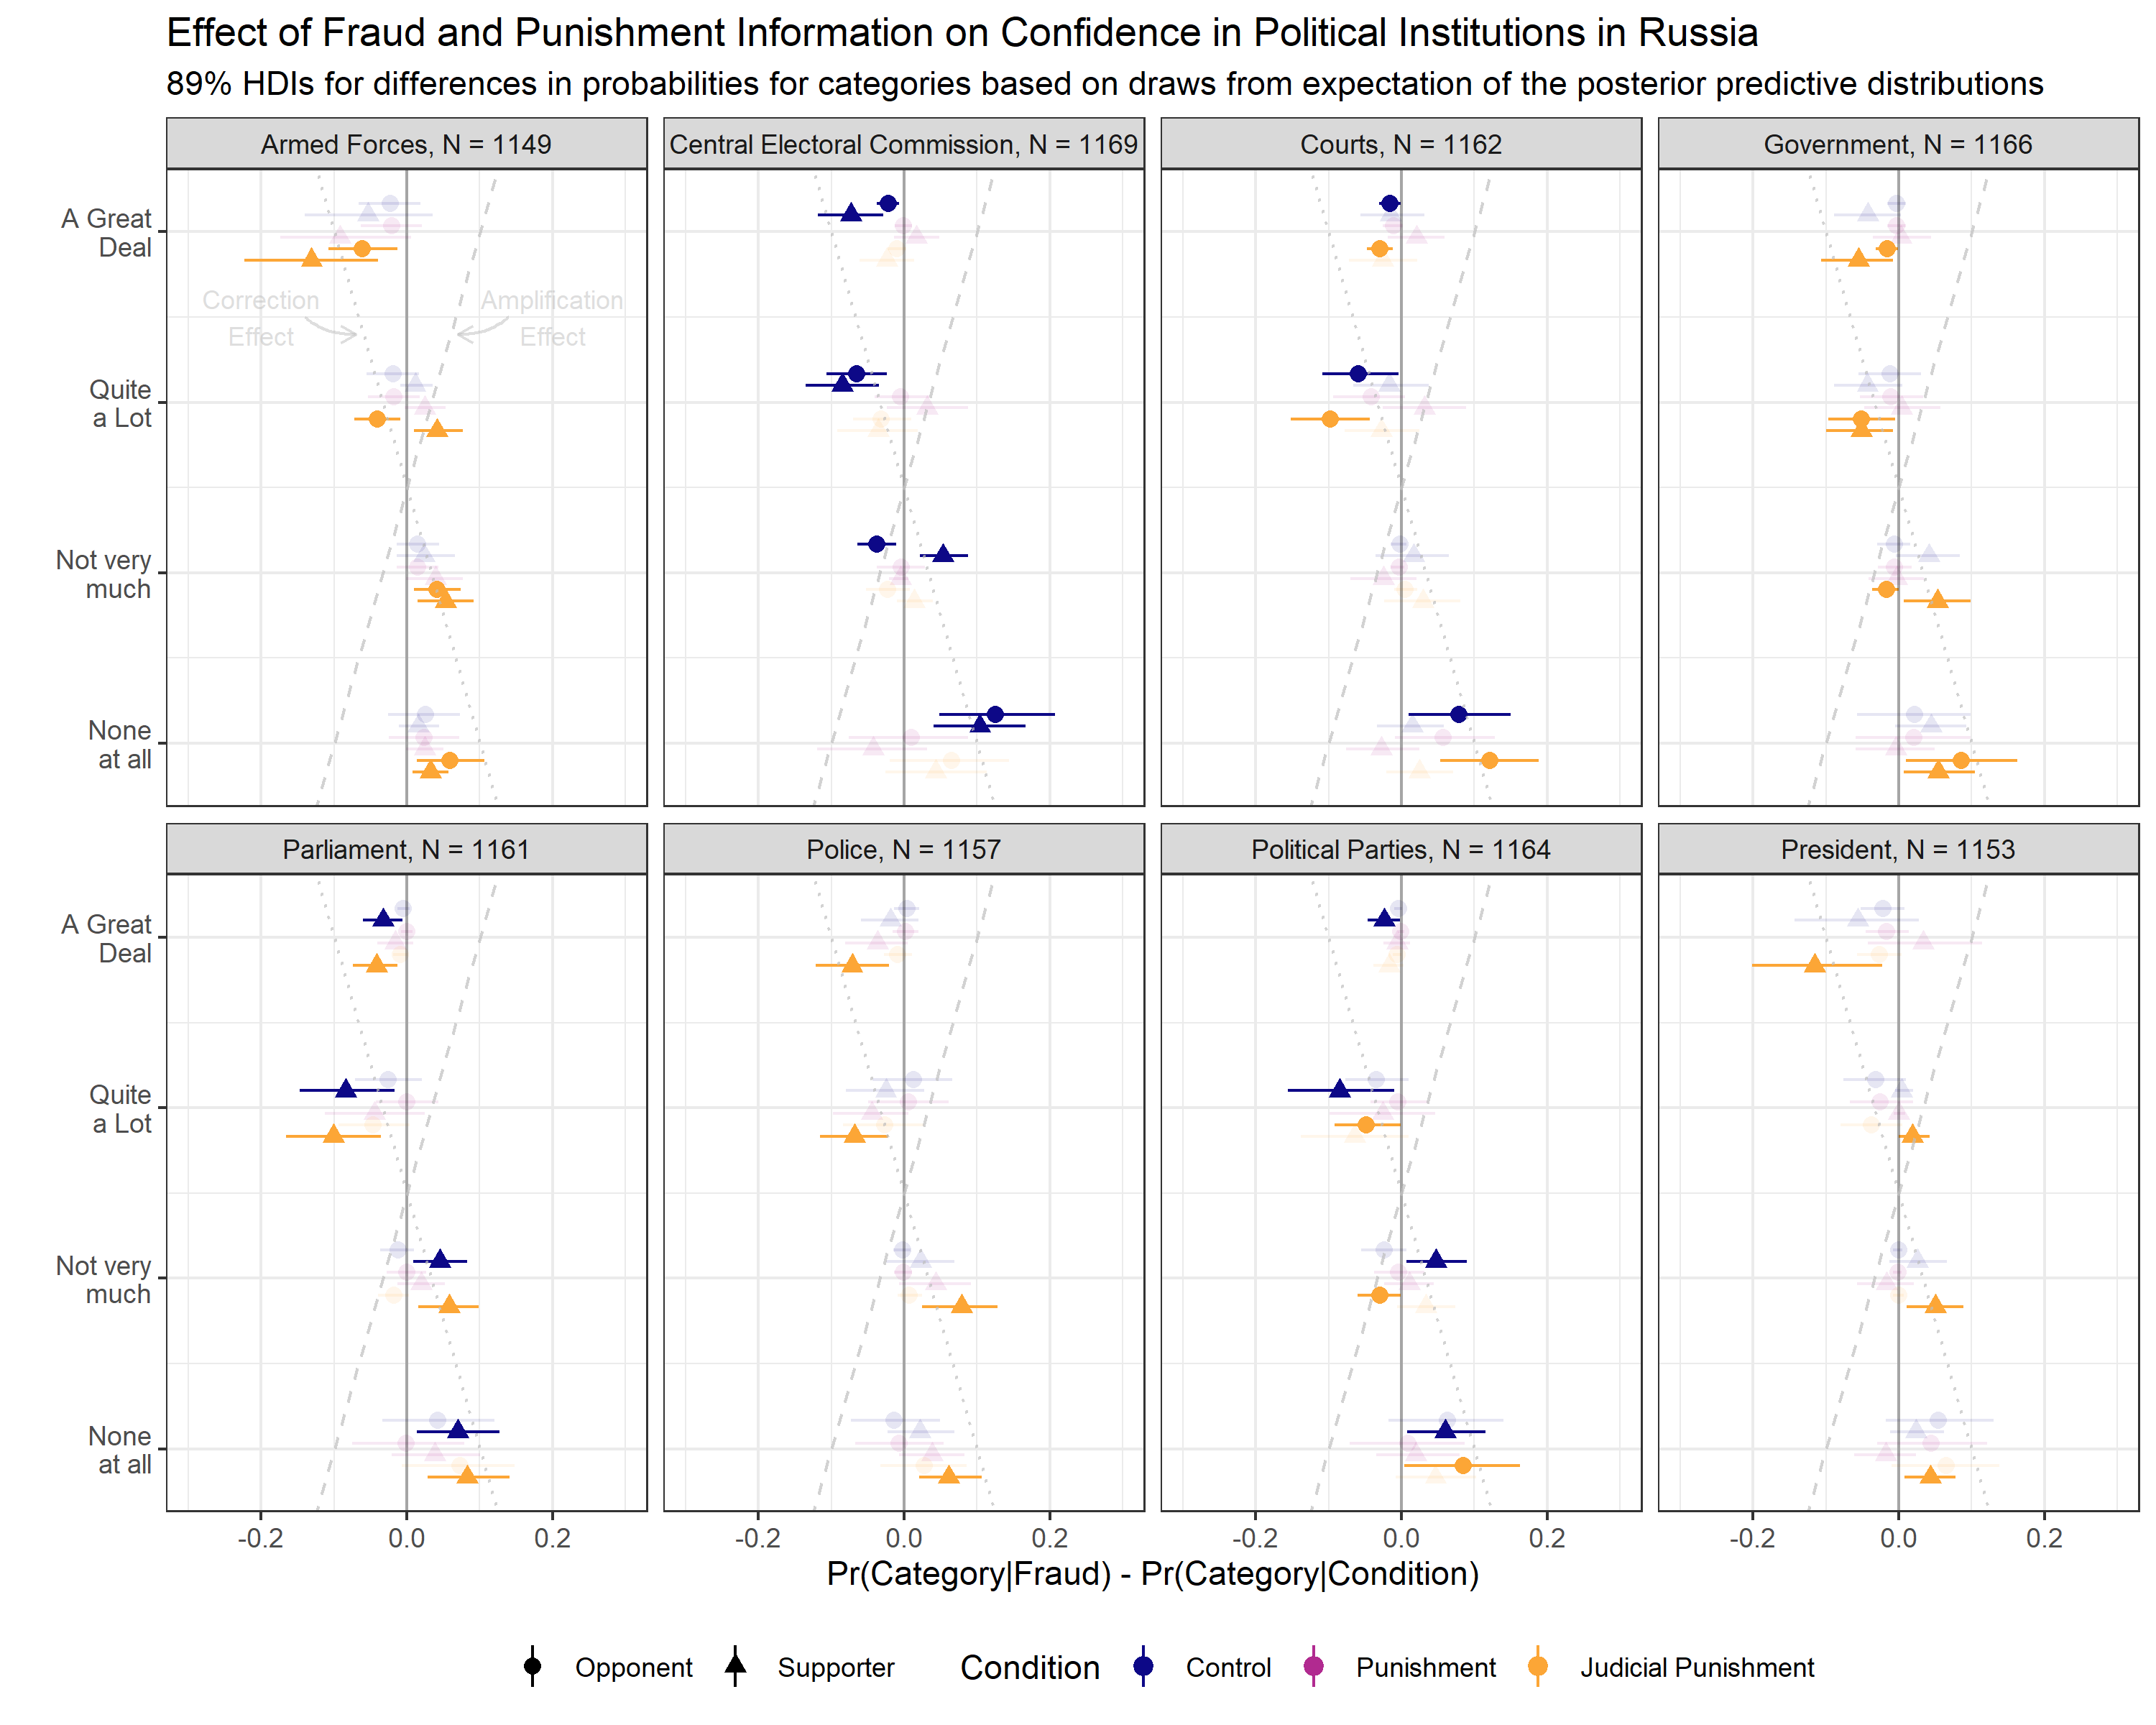 Effect of Fraud and Punishment Information on Confidence in Political Institutions in Russia
89% HDIs for differences in probabilities for categories based on draws from expectation of the posterior predictive distributions
Armed Forces, N = 1149
Central Electoral Commission, N = 1169
Courts, N = 1162
Government, N = 1166
A Great
Deal
Correction
Effect
Amplification
Effect
Quite
a Lot
Not very
much
None
at all
Parliament, N = 1161
Police, N = 1157
Political Parties, N = 1164
President, N = 1153
A Great
Deal
Quite
a Lot
Not very
much
None
at all
-0.2 0.0 0.2
-0.2 0.0 0.2
-0.2 0.0 0.2
-0.2 0.0 0.2
Pr(Category|Fraud) - Pr(Category|Condition)
Opponent Supporter Condition Control Punishment Judicial Punishment